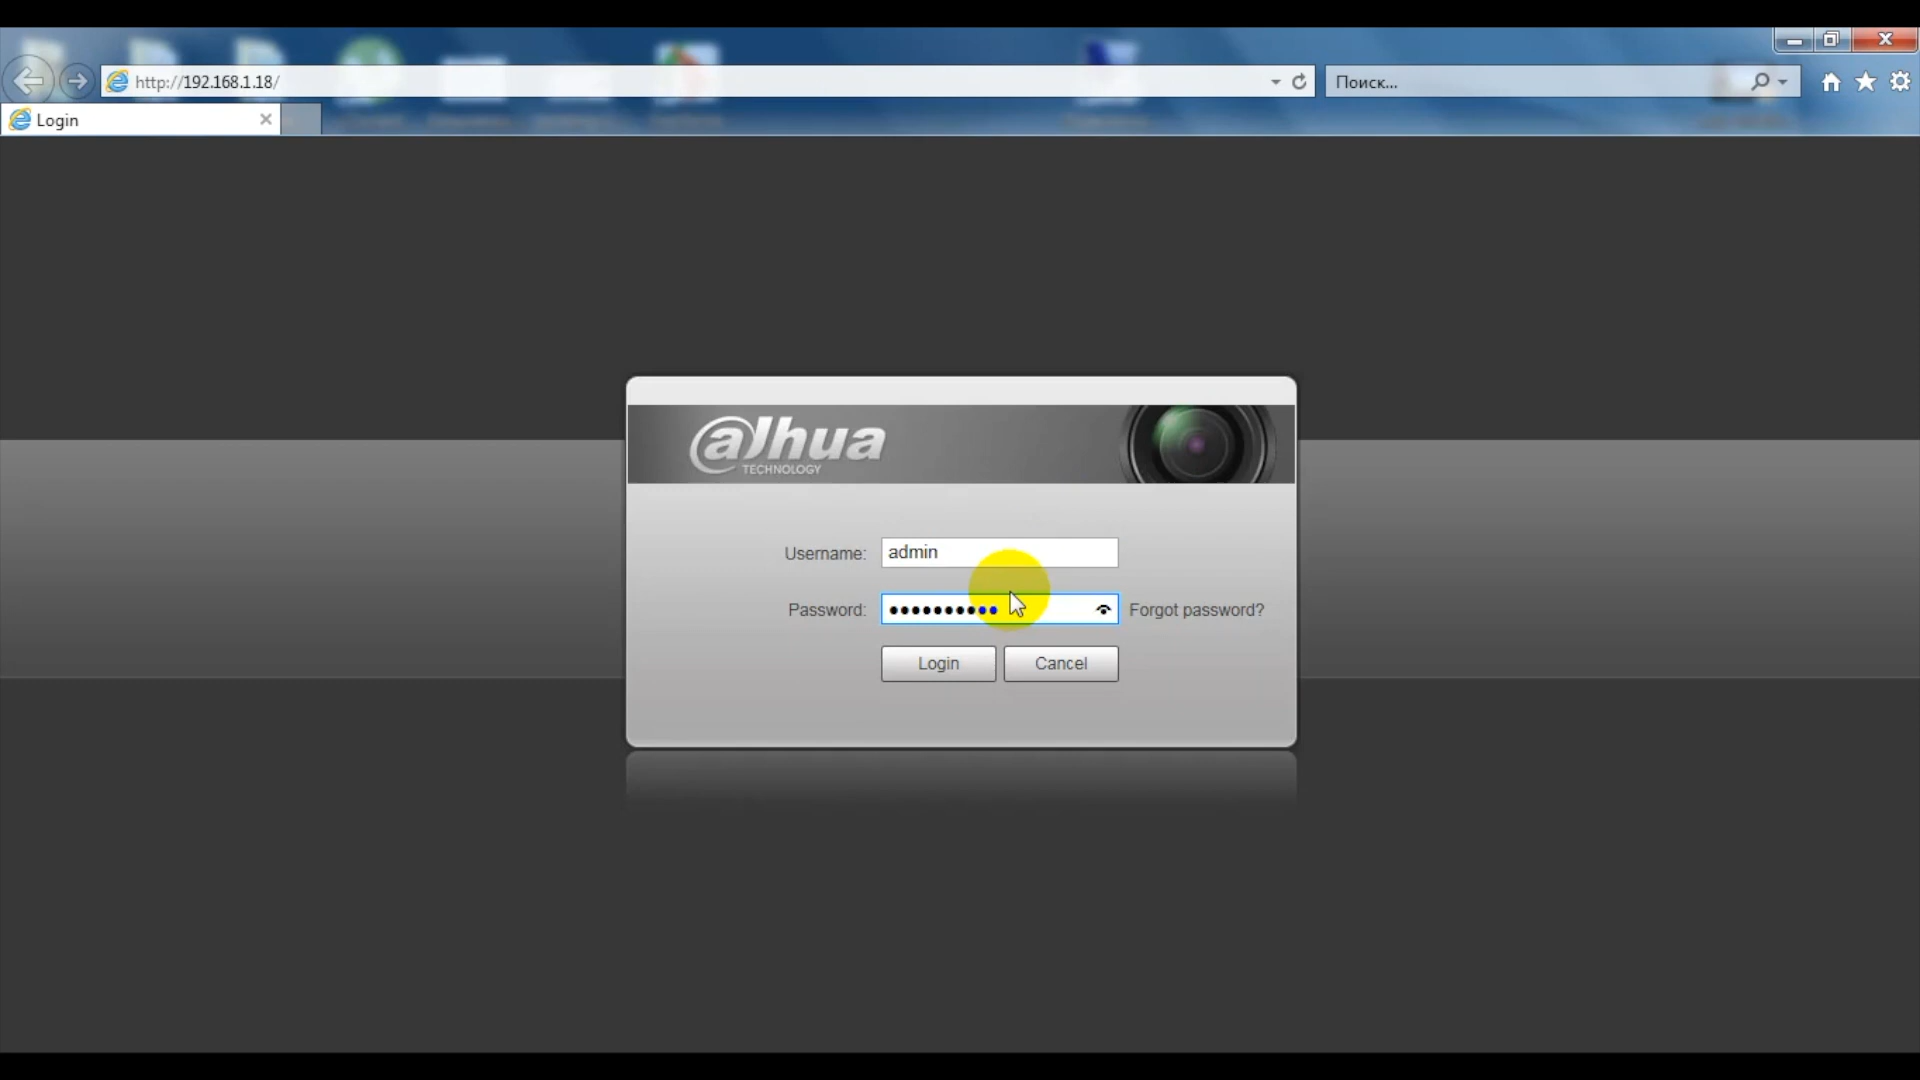 http://192.168.1.18/
Поиск...
Login
alhua
TECHNOLOGY
Username: admin
Password: ●●●●●●●●●● Forgot password?
Login Cancel